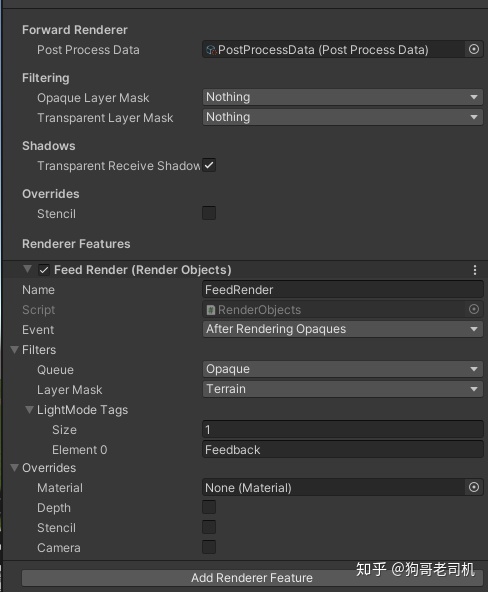 Forward Renderer
Post Process Data PostProcessData (Post Process Data)
Filtering
Opaque Layer Mask Nothing
Transparent Layer Mask Nothing
Shadows
Transparent Receive Shadow
Overrides
Stencil
Renderer Features
Feed Render (Render Objects)
Name FeedRender
Script RenderObjects
Event After Rendering Opaques
Filters
Queue Opaque
Layer Mask Terrain
LightMode Tags
Size 1
Element 0 Feedback
Overrides
Material None (Material)
Depth
Stencil
Camera
知乎 @狗哥老司机
Add Renderer Feature